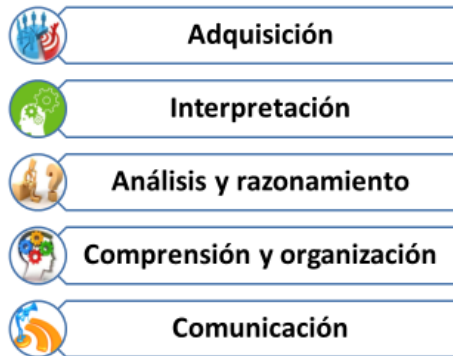 Adquisición
Interpretación
Análisis y razonamiento
Comprensión y organización
Comunicación